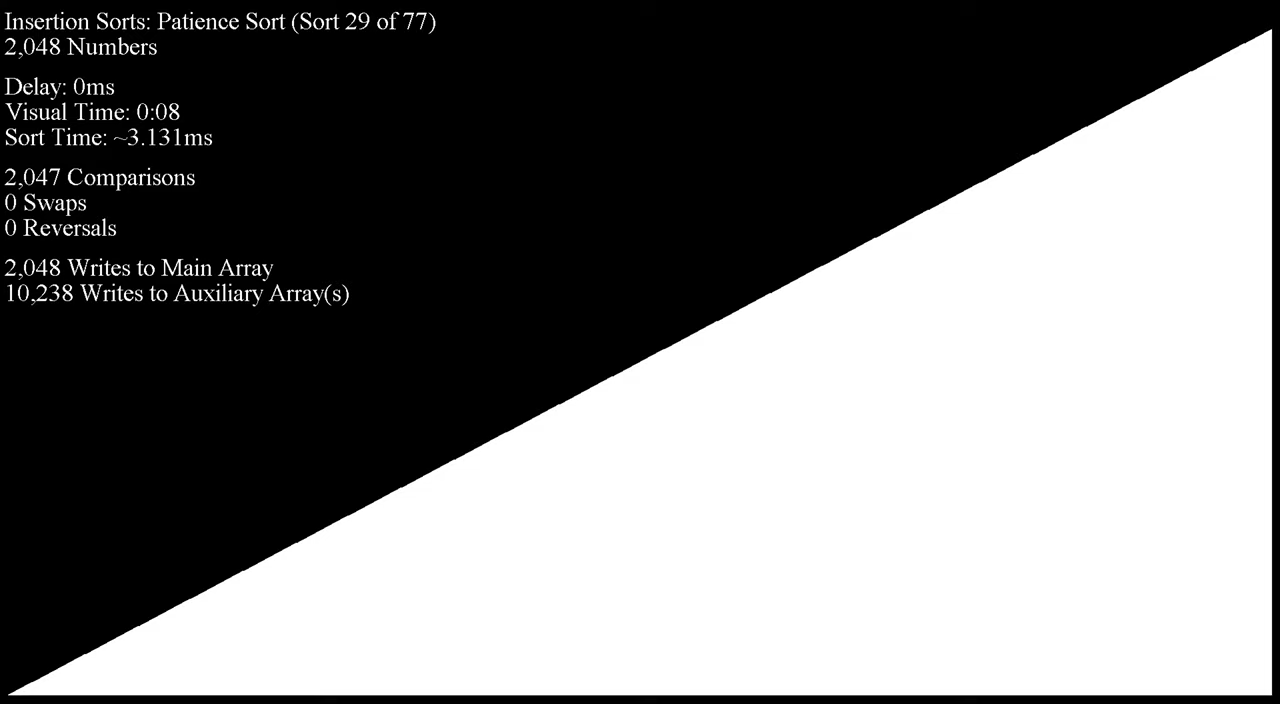 Insertion Sorts: Patience Sort (Sort 29 of 77)
2,048 Numbers
Delay: 0ms
Visual Time: 0:08
Sort Time: ~3.131ms
2,047 Comparisons
0 Swaps
0 Reversals
2,048 Writes to Main Array
10,238 Writes to Auxiliary Array(s)